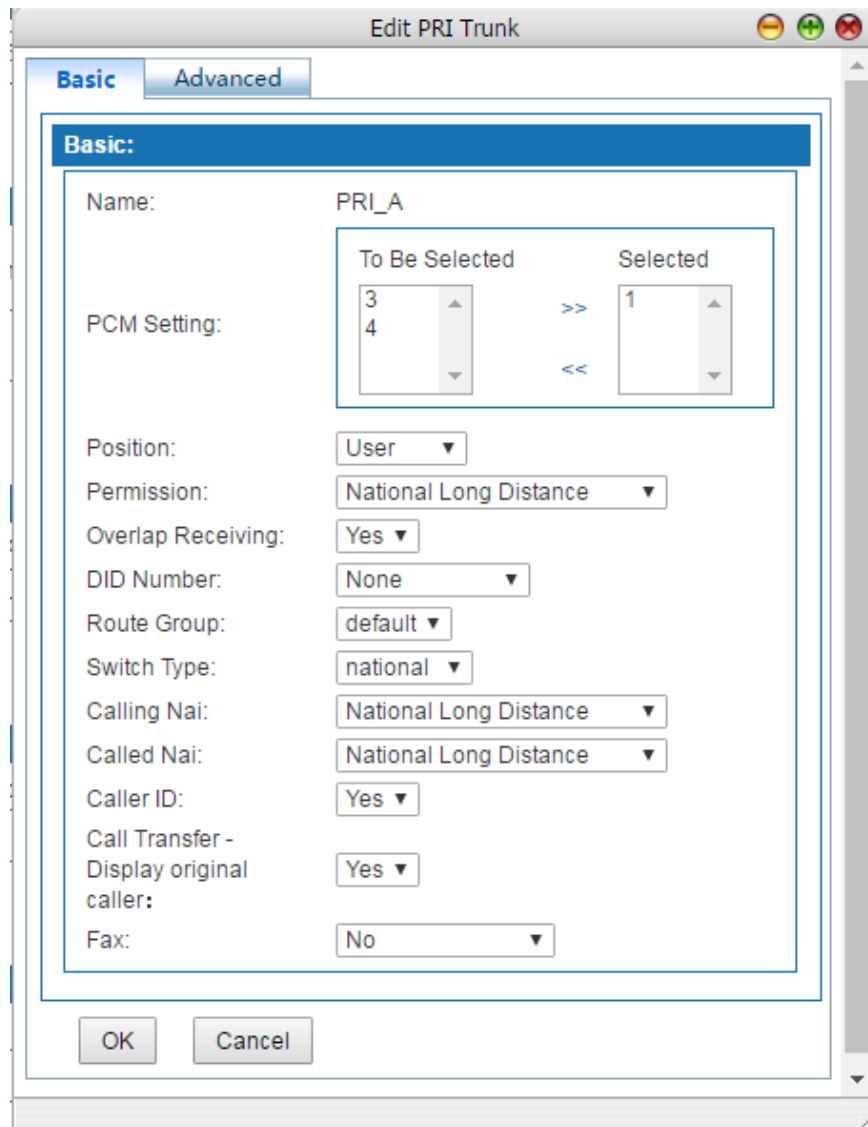 Edit PRI Trunk
Basic Advanced
Basic:
Name: PRI_A
To Be Selected Selected
3 >> 1
PCM Setting: 4
<<
Position: User
Permission: National Long Distance
Overlap Receiving: Yes
DID Number: None
Route Group: default
Switch Type: national
Calling Nai: National Long Distance
Called Nai: National Long Distance
Caller ID: Yes
Call Transfer -
Display original Yes
caller:
Fax: No
OK Cancel